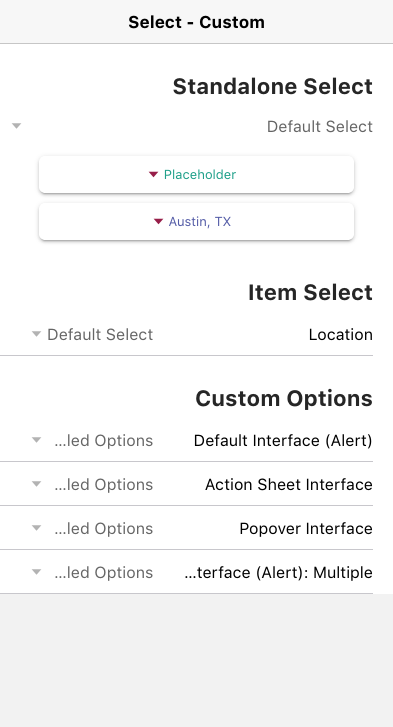 Select - Custom
Standalone Select
Default Select
Placeholder
Austin, TX
Item Select
Location
Default Select
Custom Options
Default Interface (Alert)
...led Options
Action Sheet Interface
...led Options
Popover Interface
...led Options
...terface (Alert): Multiple
...led Options